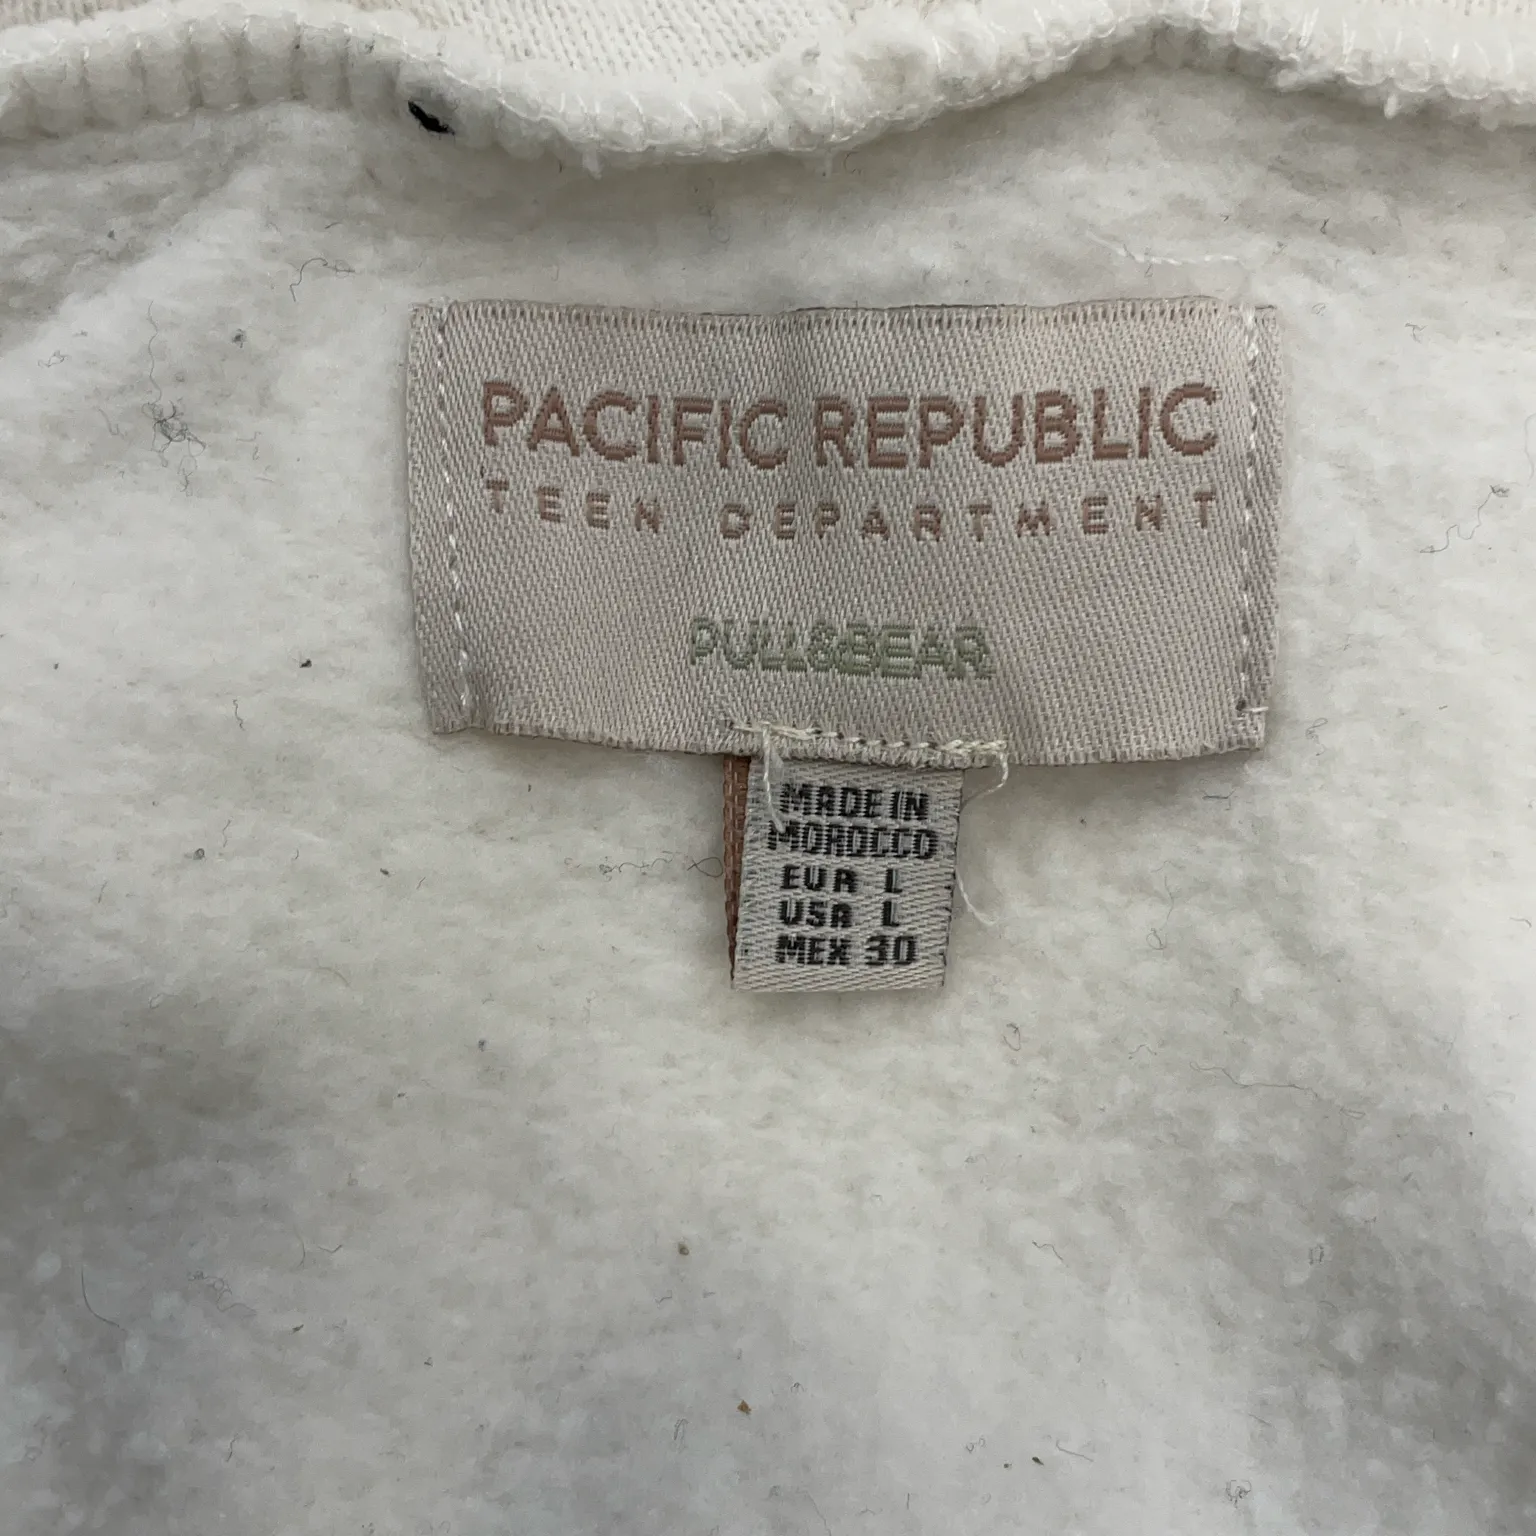 PACIFIC REPUBLIC
TEEN DEPARTMENT
PULL&BEAR
MADE IN
MOROCCO
EUR L
USA L
MEX 30